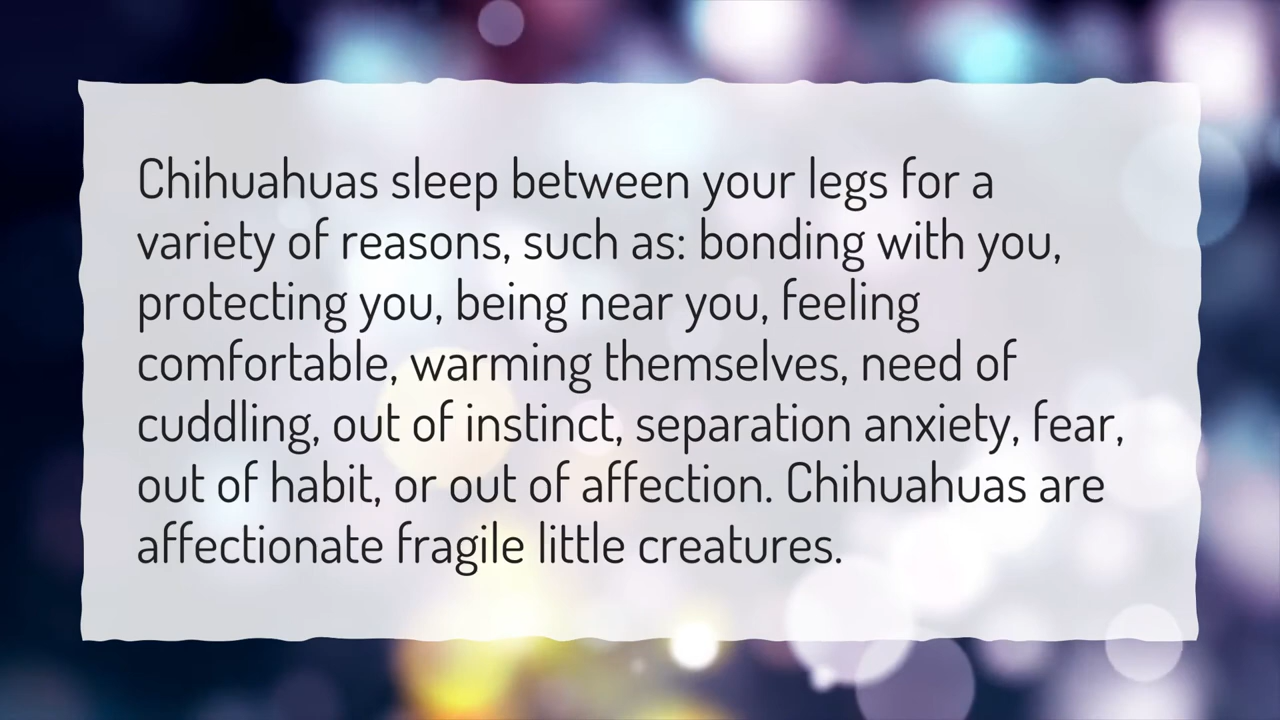 Chihuahuas sleep between your legs for a
variety of reasons, such as: bonding with you,
protecting you, being near you, feeling
comfortable, warming themselves, need of
cuddling, out of instinct, separation anxiety, fear,
out of habit, or out of affection. Chihuahuas are
affectionate fragile little creatures.